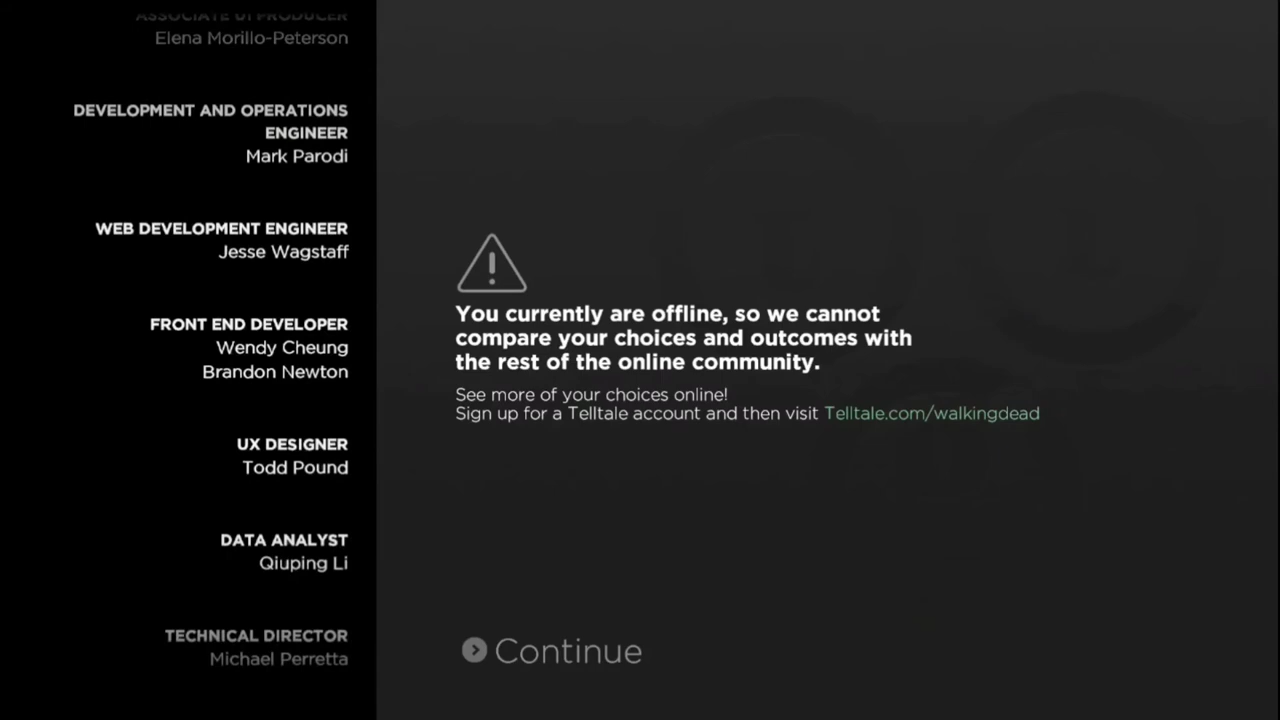 ASSOCIATE UI PRODUCER
Elena Morillo-Peterson
DEVELOPMENT AND OPERATIONS
ENGINEER
Mark Parodi
WEB DEVELOPMENT ENGINEER
Jesse Wagstaff
FRONT END DEVELOPER
Wendy Cheung
Brandon Newton
UX DESIGNER
Todd Pound
DATA ANALYST
Qiuping Li
TECHNICAL DIRECTOR
Michael Perretta
You currently are offline, so we cannot
compare your choices and outcomes with
the rest of the online community.
See more of your choices online!
Sign up for a Telltale account and then visit Telltale.com/walkingdead
Continue